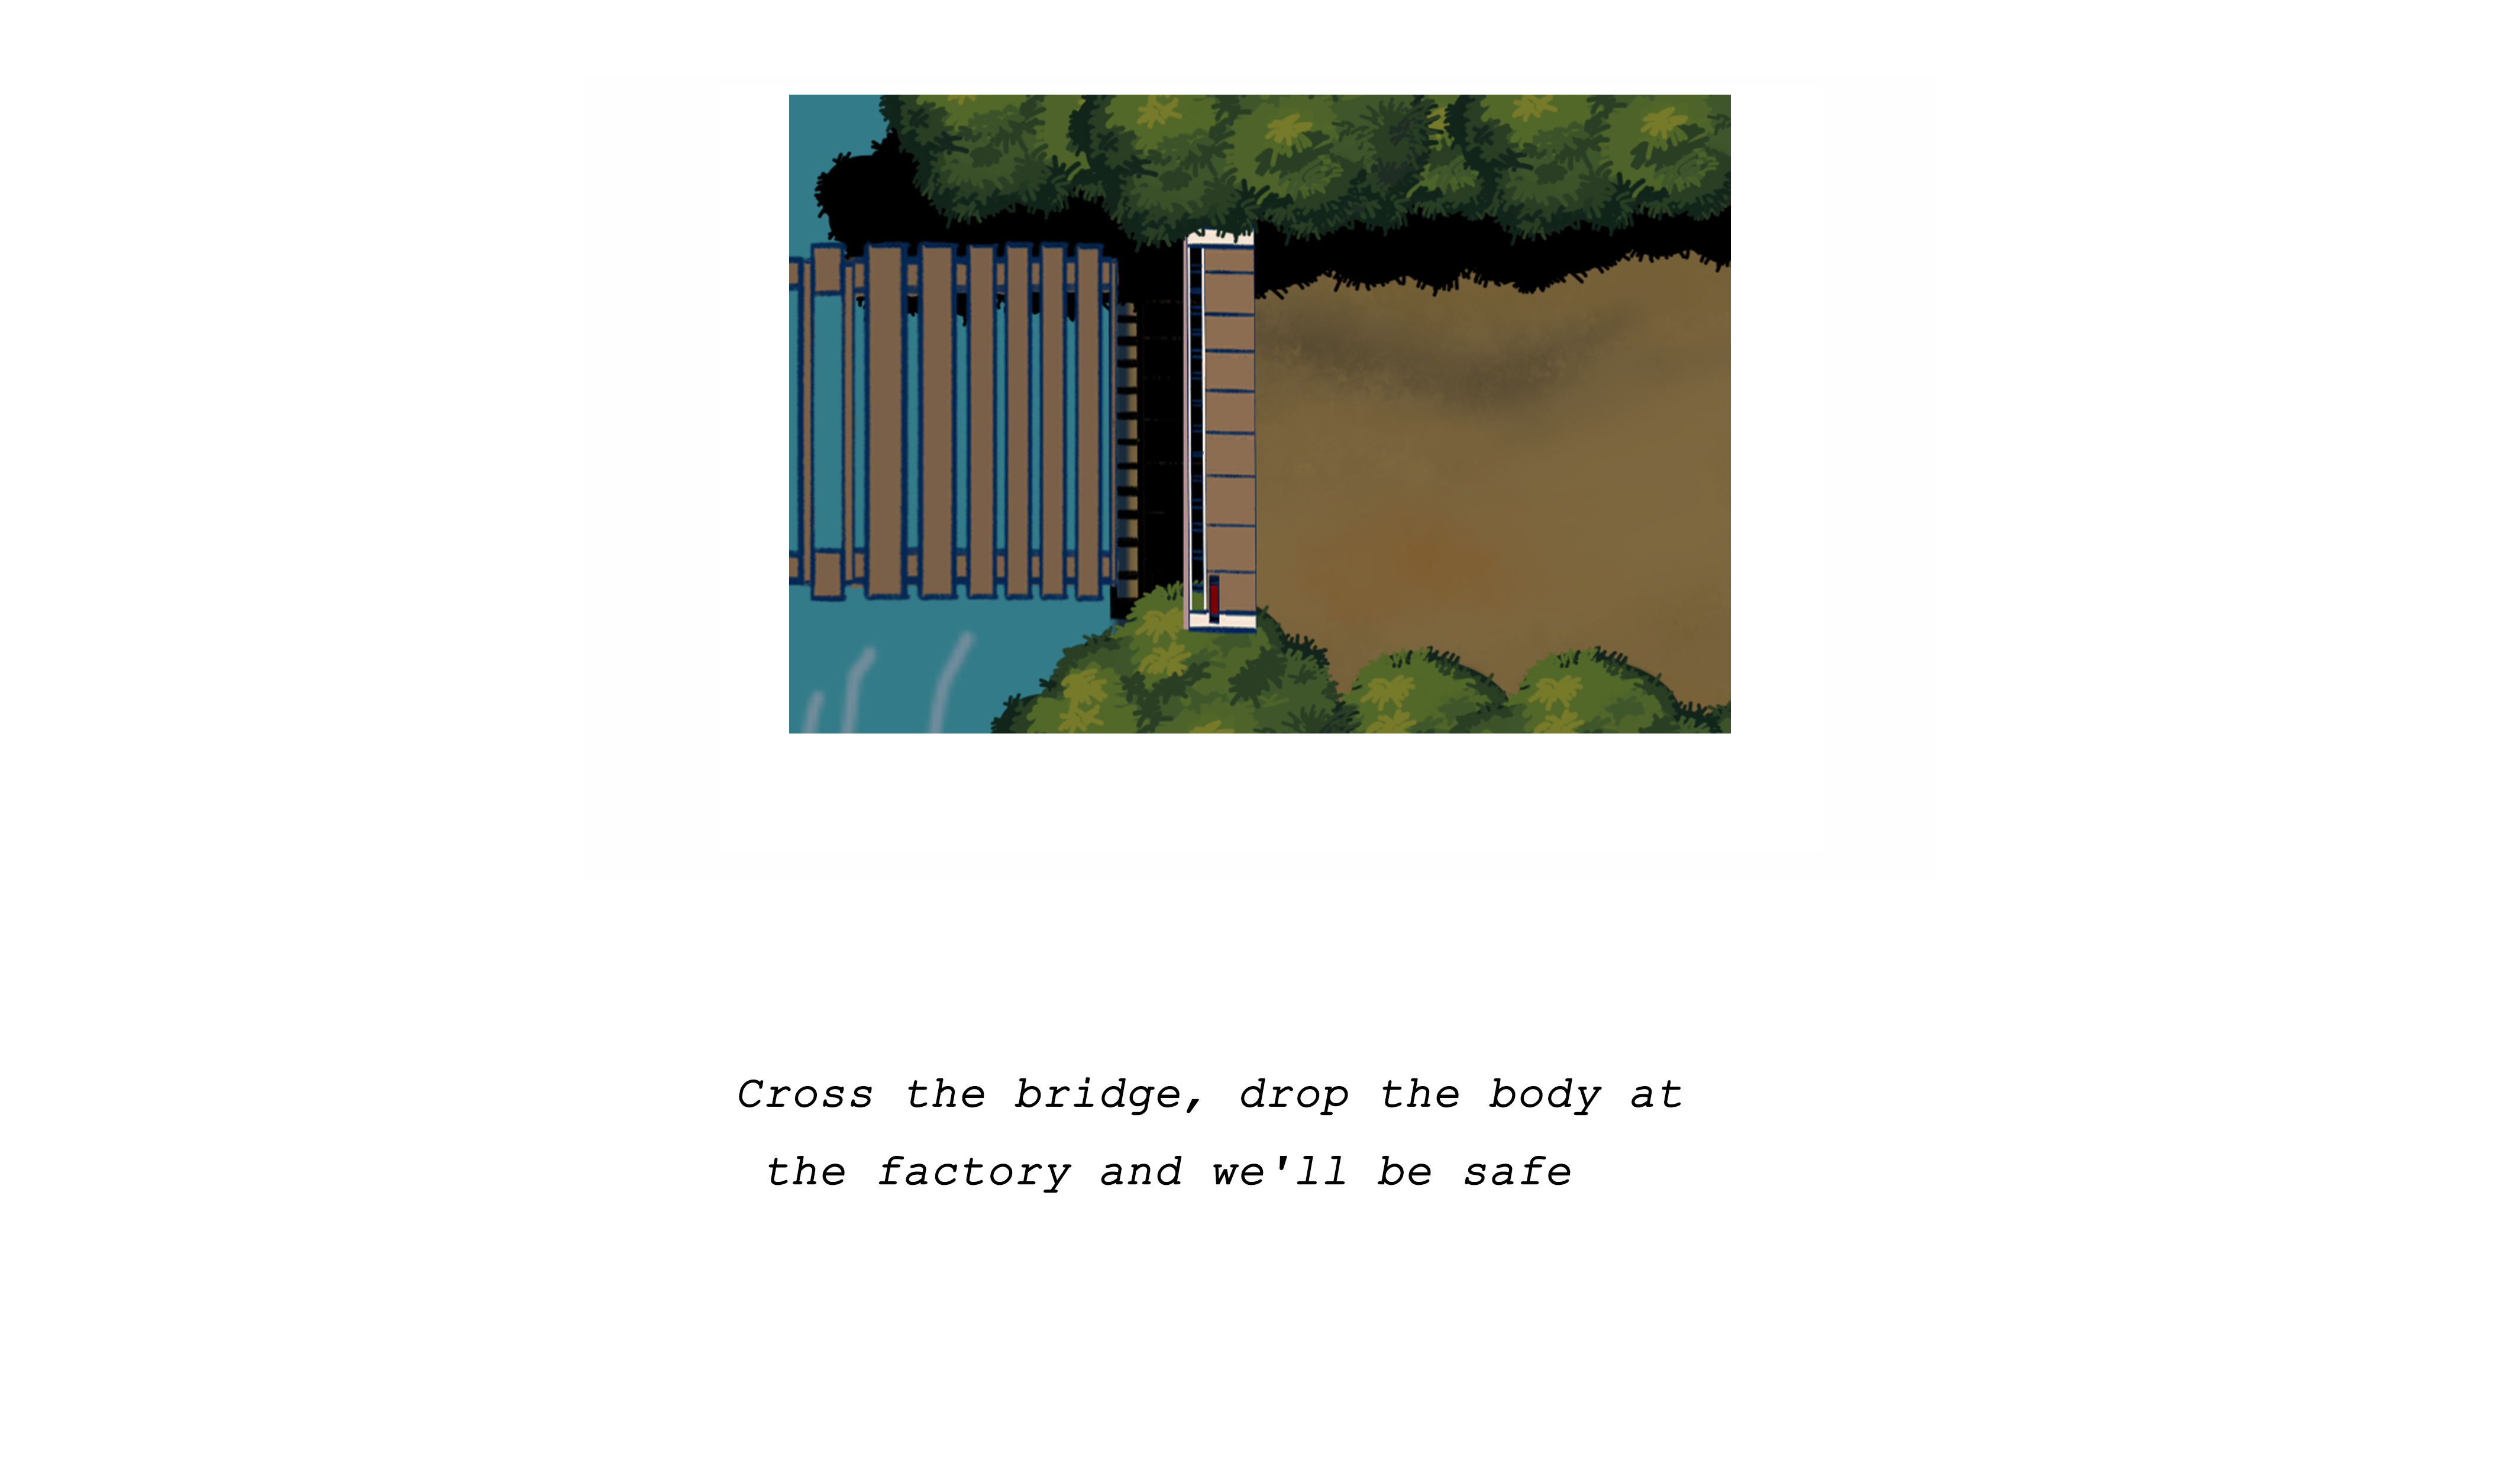 Cross the bridge, drop the body at
the factory and we'll be safe